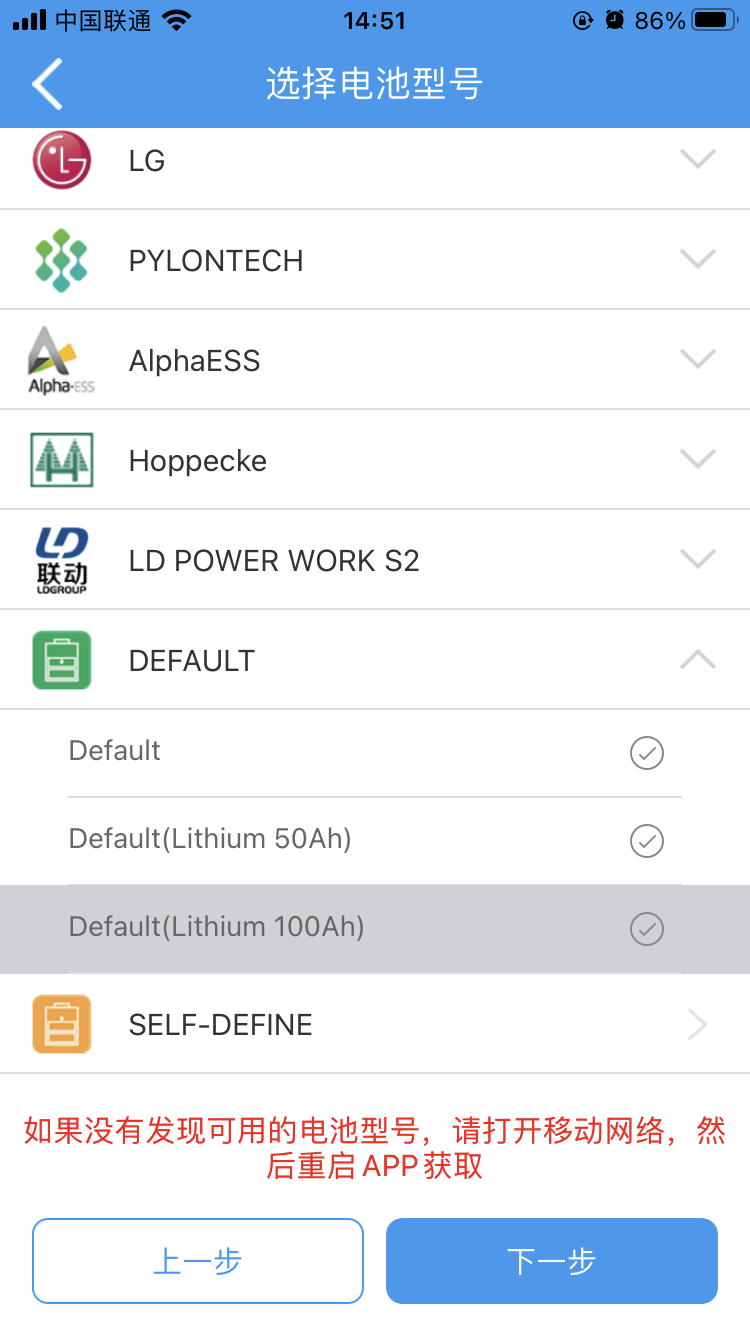 中国联通
14:51
86%
选择电池型号
LG
LG
PYLONTECH
Alpha-ESS
AlphaESS
Hoppecke
LD
联动
LDGROUP
LD POWER WORK S2
DEFAULT
Default
Default(Lithium 50Ah)
Default(Lithium 100Ah)
SELF-DEFINE
如果没有发现可用的电池型号，请打开移动网络，然
后重启APP获取
上一步
下一步